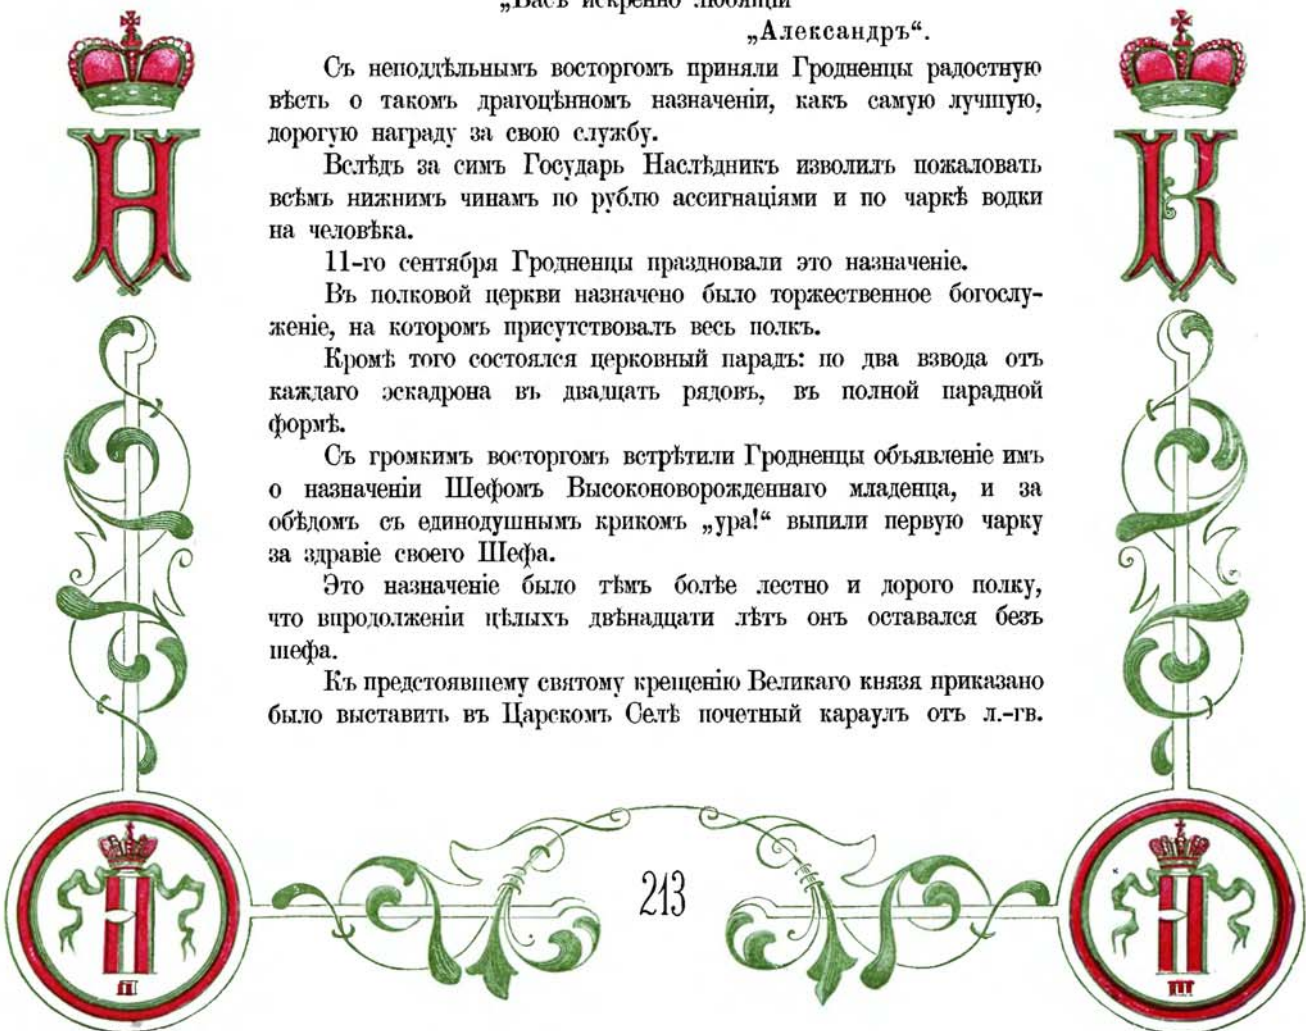 „Васъ искренно любящій
„Александръ“.
Съ неподдѣльнымъ восторгомъ приняли Гродненцы радостную
вѣсть о такомъ драгоцѣнномъ назначеніи, какъ самую лучшую,
дорогую награду за свою службу.
Вслѣдъ за симъ Государь Наслѣдникъ изволилъ пожаловать
всѣмъ нижнимъ чинамъ по рублю ассигнаціями и по чаркѣ водки
на человѣка.
11-го сентября Гродненцы праздновали это назначеніе.
Въ полковой церкви назначено было торжественное богослу-
женіе, на которомъ присутствовалъ весь полкъ.
Кромѣ того состоялся церковный парадъ: по два взвода отъ
каждаго эскадрона въ двадцать рядовъ, въ полной парадной
формѣ.
Съ громкимъ восторгомъ встрѣтили Гродненцы объявленіе имъ
о назначеніи Шефомъ Высоконоворожденнаго младенца, и за
обѣдомъ съ единодушнымъ крикомъ „ура!“ выпили первую чарку
за здравіе своего Шефа.
Это назначеніе было тѣмъ болѣе лестно и дорого полку,
что впродолженіи цѣлыхъ двѣнадцати лѣтъ онъ оставался безъ
шефа.
Къ предстоявшему святому крещенію Великаго князя приказано
было выставить въ Царскомъ Селѣ почетный караулъ отъ л.-гв.
213
Н
К
П
II
П
III